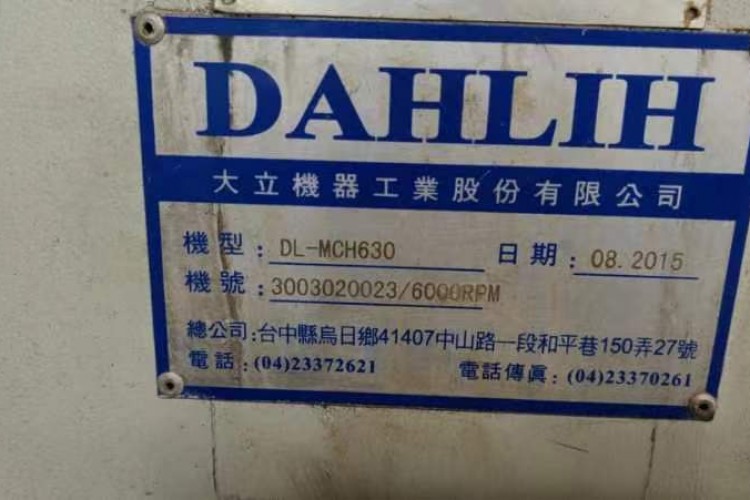 DAHLIH
大立機器工業股份有限公司
機型：DL-MCH630 日期：08.2015
機號：3003020023/6000RPM
總公司：台中縣烏日鄉41407中山路一段和平巷150弄27號
電話：(04)23372621 電話傳眞：(04)23370261